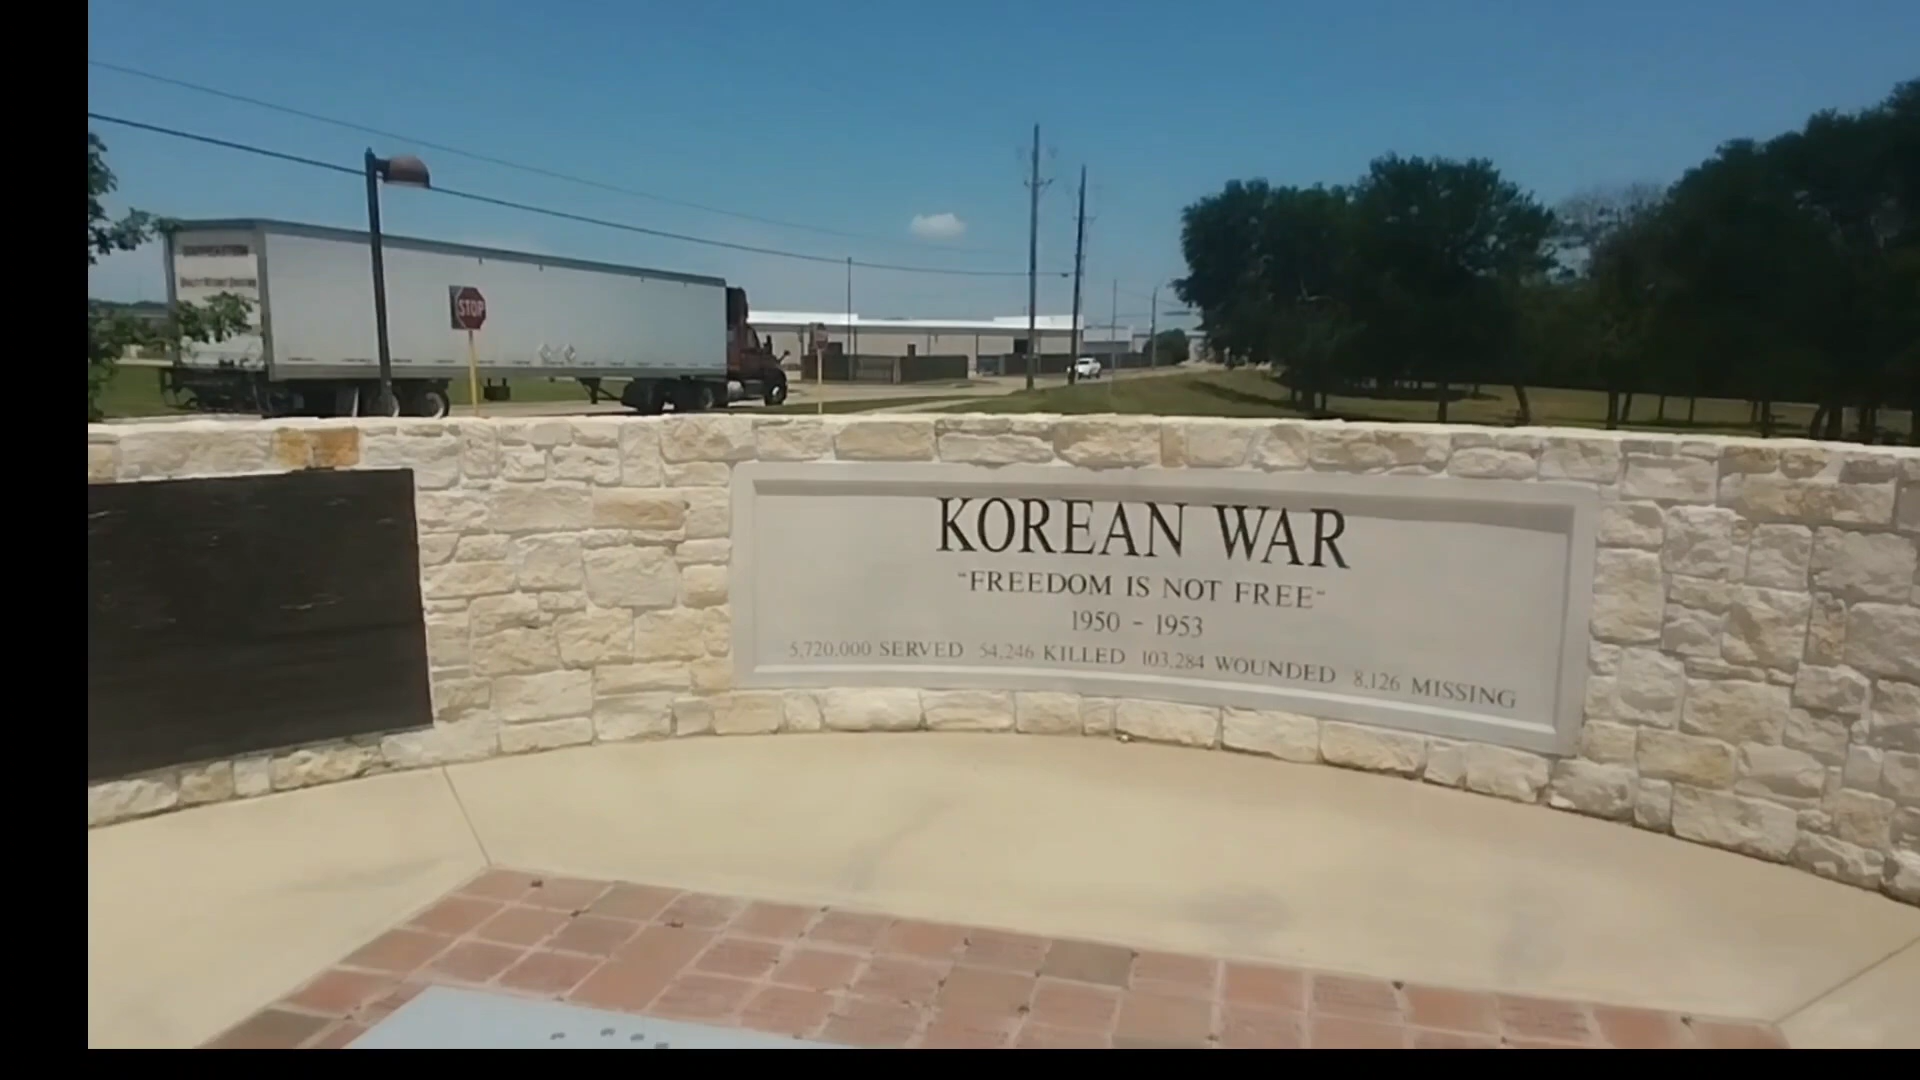 STOP
KOREAN WAR
"FREEDOM IS NOT FREE"
1950 - 1953
5,720,000 SERVED 54,246 KILLED 103,284 WOUNDED 8,126 MISSING